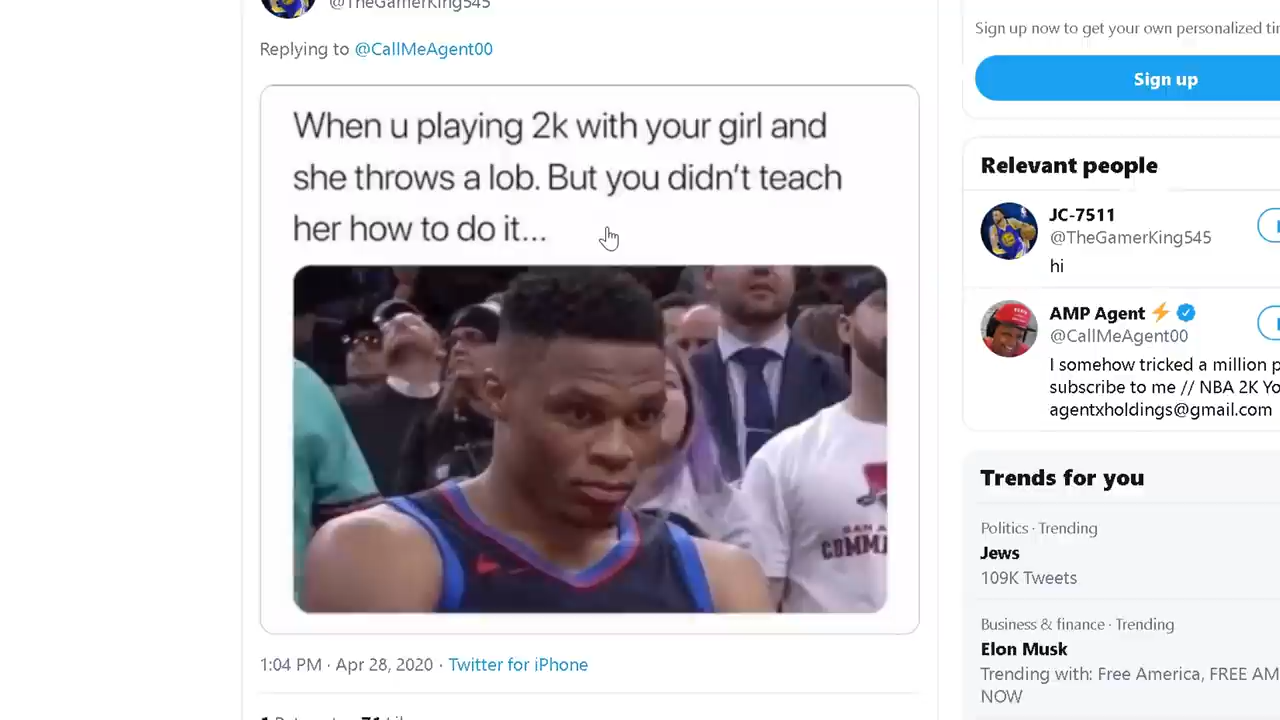 @TheGamerKing545
Replying to @CallMeAgent00
When u playing 2k with your girl and
she throws a lob. But you didn't teach
her how to do it...
SAN A
COMMA
1:04 PM · Apr 28, 2020 · Twitter for iPhone
Sign up now to get your own personalized ti
Sign up
Relevant people
JC-7511
@TheGamerKing545
hi
AMP Agent ⚡
@CallMeAgent00
I somehow tricked a million p
subscribe to me // NBA 2K Yo
agentxholdings@gmail.com
Trends for you
Politics · Trending
Jews
109K Tweets
Business & finance · Trending
Elon Musk
Trending with: Free America, FREE AM
NOW